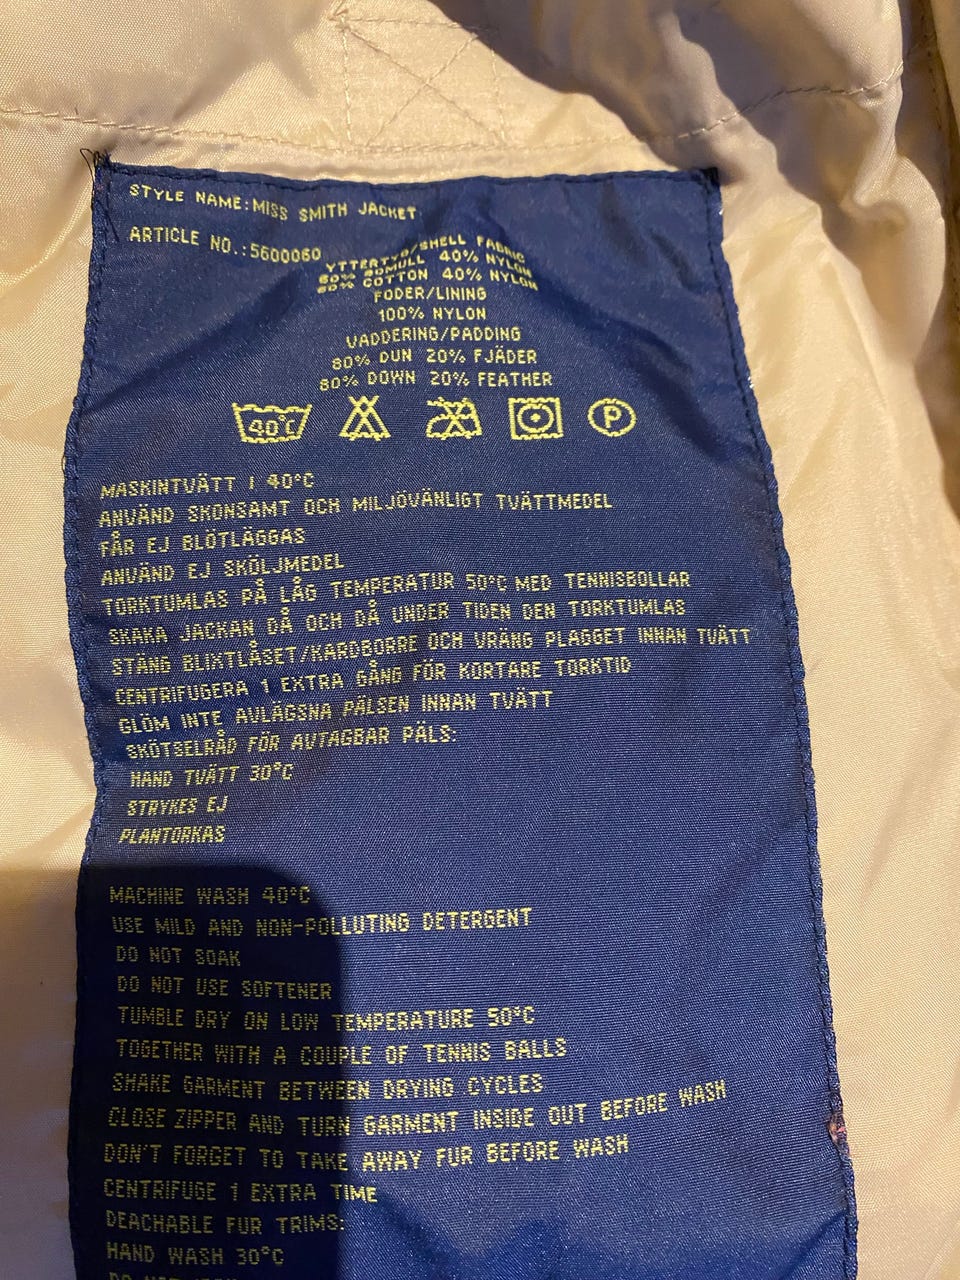 STYLE NAME:MISS SMITH JACKET
ARTICLE NO.:5600060
YTTERTYG/SHELL FABRIC
60% BOMULL 40% NYLON
60% COTTON 40% NYLON
FODER/LINING
100% NYLON
VADDERING/PADDING
80% DUN 20% FJÄDER
80% DOWN 20% FEATHER
40°C P
MASKINTVÄTT I 40°C
ANVÄND SKONSAMT OCH MILJÖVÄNLIGT TVÄTTMEDEL
FÅR EJ BLÖTLÄGGAS
ANVÄND EJ SKÖLJMEDEL
TORKTUMLAS PÅ LÅG TEMPERATUR 50°C MED TENNISBOLLAR
SKAKA JACKAN DÅ OCH DÅ UNDER TIDEN DEN TORKTUMLAS
STÄNG BLIXTLÅSET/KARDBORRE OCH VRÄNG PLAGGET INNAN TVÄTT
CENTRIFUGERA 1 EXTRA GÅNG FÖR KORTARE TORKTID
GLÖM INTE AVLÄGSNA PÄLSEN INNAN TVÄTT
SKÖTSELRÅD FÖR AVTAGBAR PÄLS:
HAND TVÄTT 30°C
STRYKES EJ
PLANTORKAS
MACHINE WASH 40°C
USE MILD AND NON-POLLUTING DETERGENT
DO NOT SOAK
DO NOT USE SOFTENER
TUMBLE DRY ON LOW TEMPERATURE 50°C
TOGETHER WITH A COUPLE OF TENNIS BALLS
SHAKE GARMENT BETWEEN DRYING CYCLES
CLOSE ZIPPER AND TURN GARMENT INSIDE OUT BEFORE WASH
DON'T FORGET TO TAKE AWAY FUR BEFORE WASH
CENTRIFUGE 1 EXTRA TIME
DEACHABLE FUR TRIMS:
HAND WASH 30°C
DO NOT